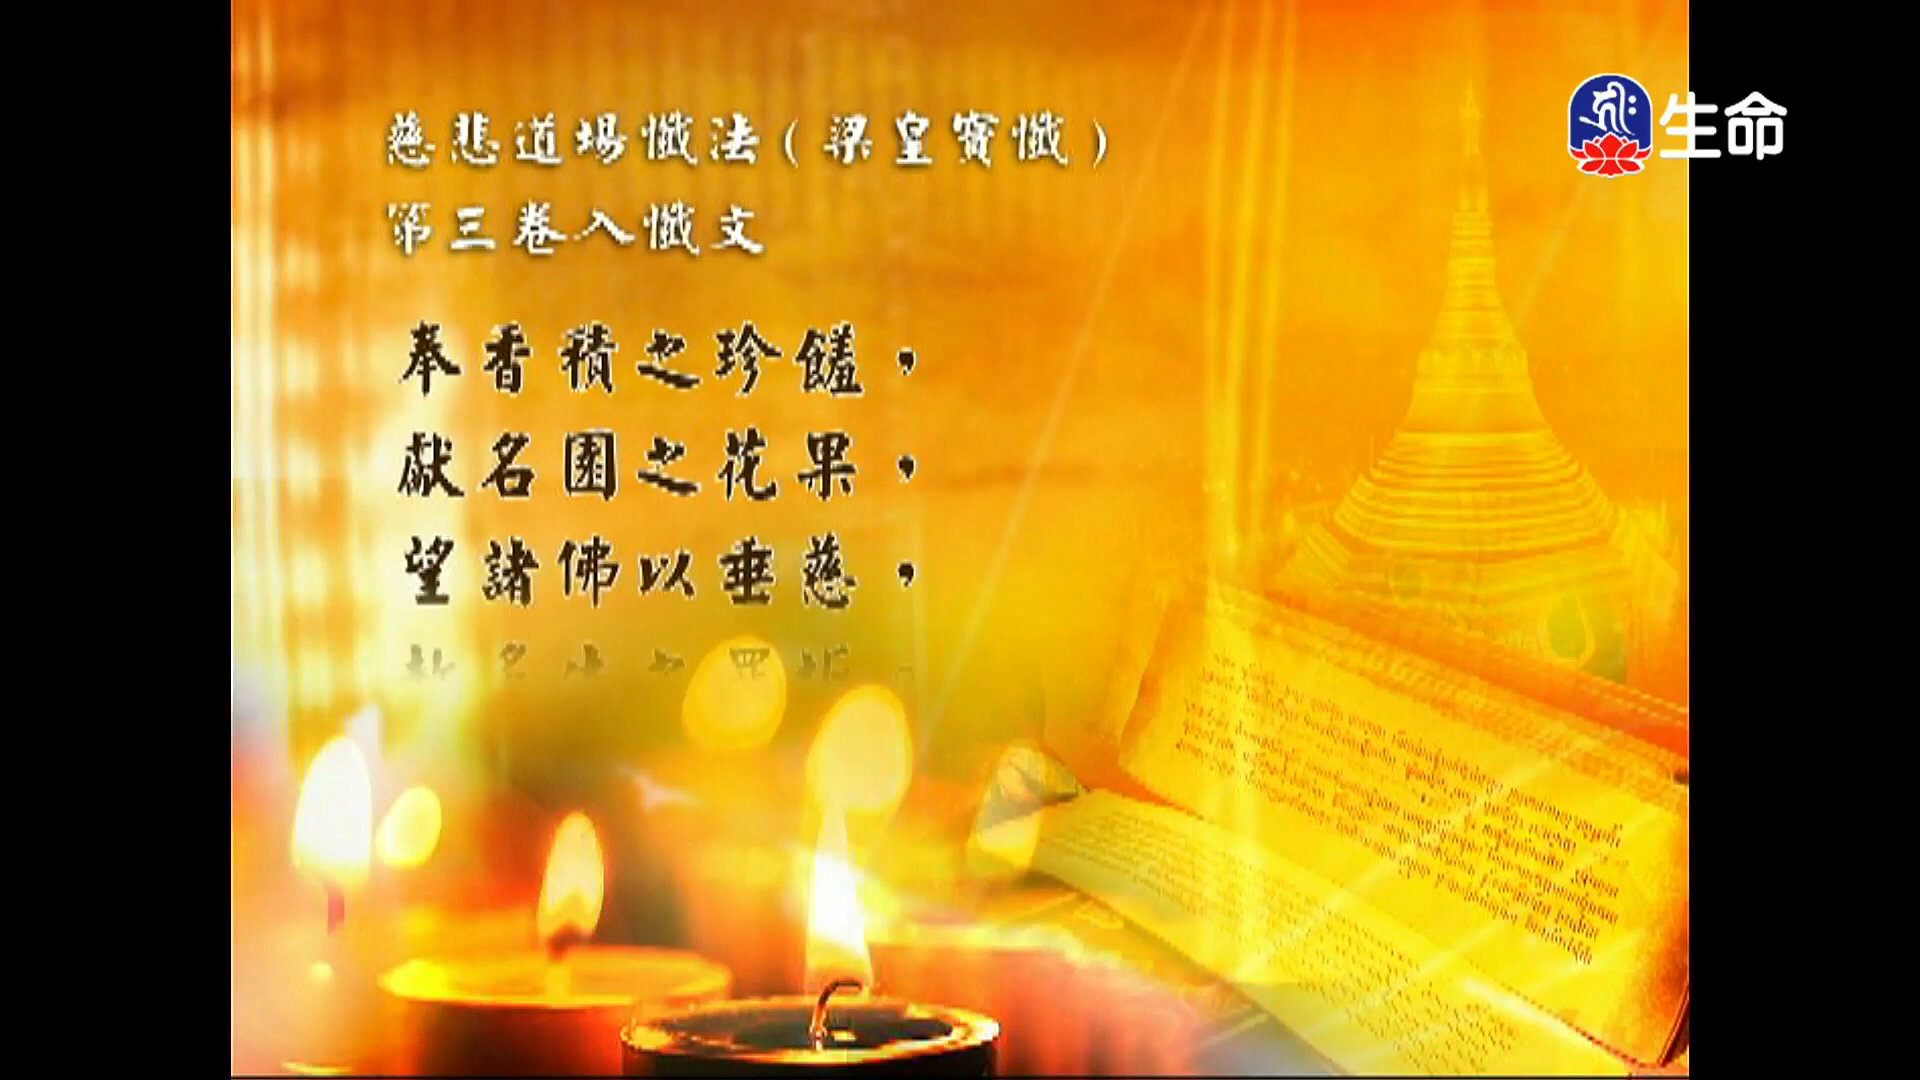 慈悲道場懺法(梁皇寶懺)
第三卷入懺文
奉香積之珍饈，
獻名園之花果，
望諸佛以垂慈，
生命